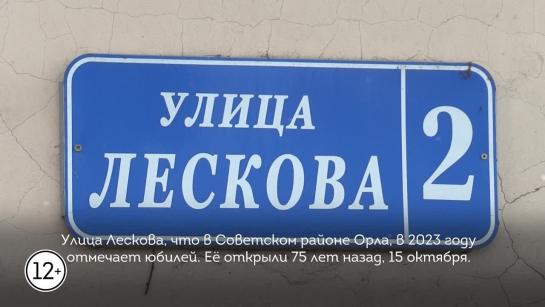 УЛИЦА
ЛЕСКОВА
2
Улица Лескова, что в Советском районе Орла, в 2023 году
отмечает юбилей. Её открыли 75 лет назад, 15 октября.
12+